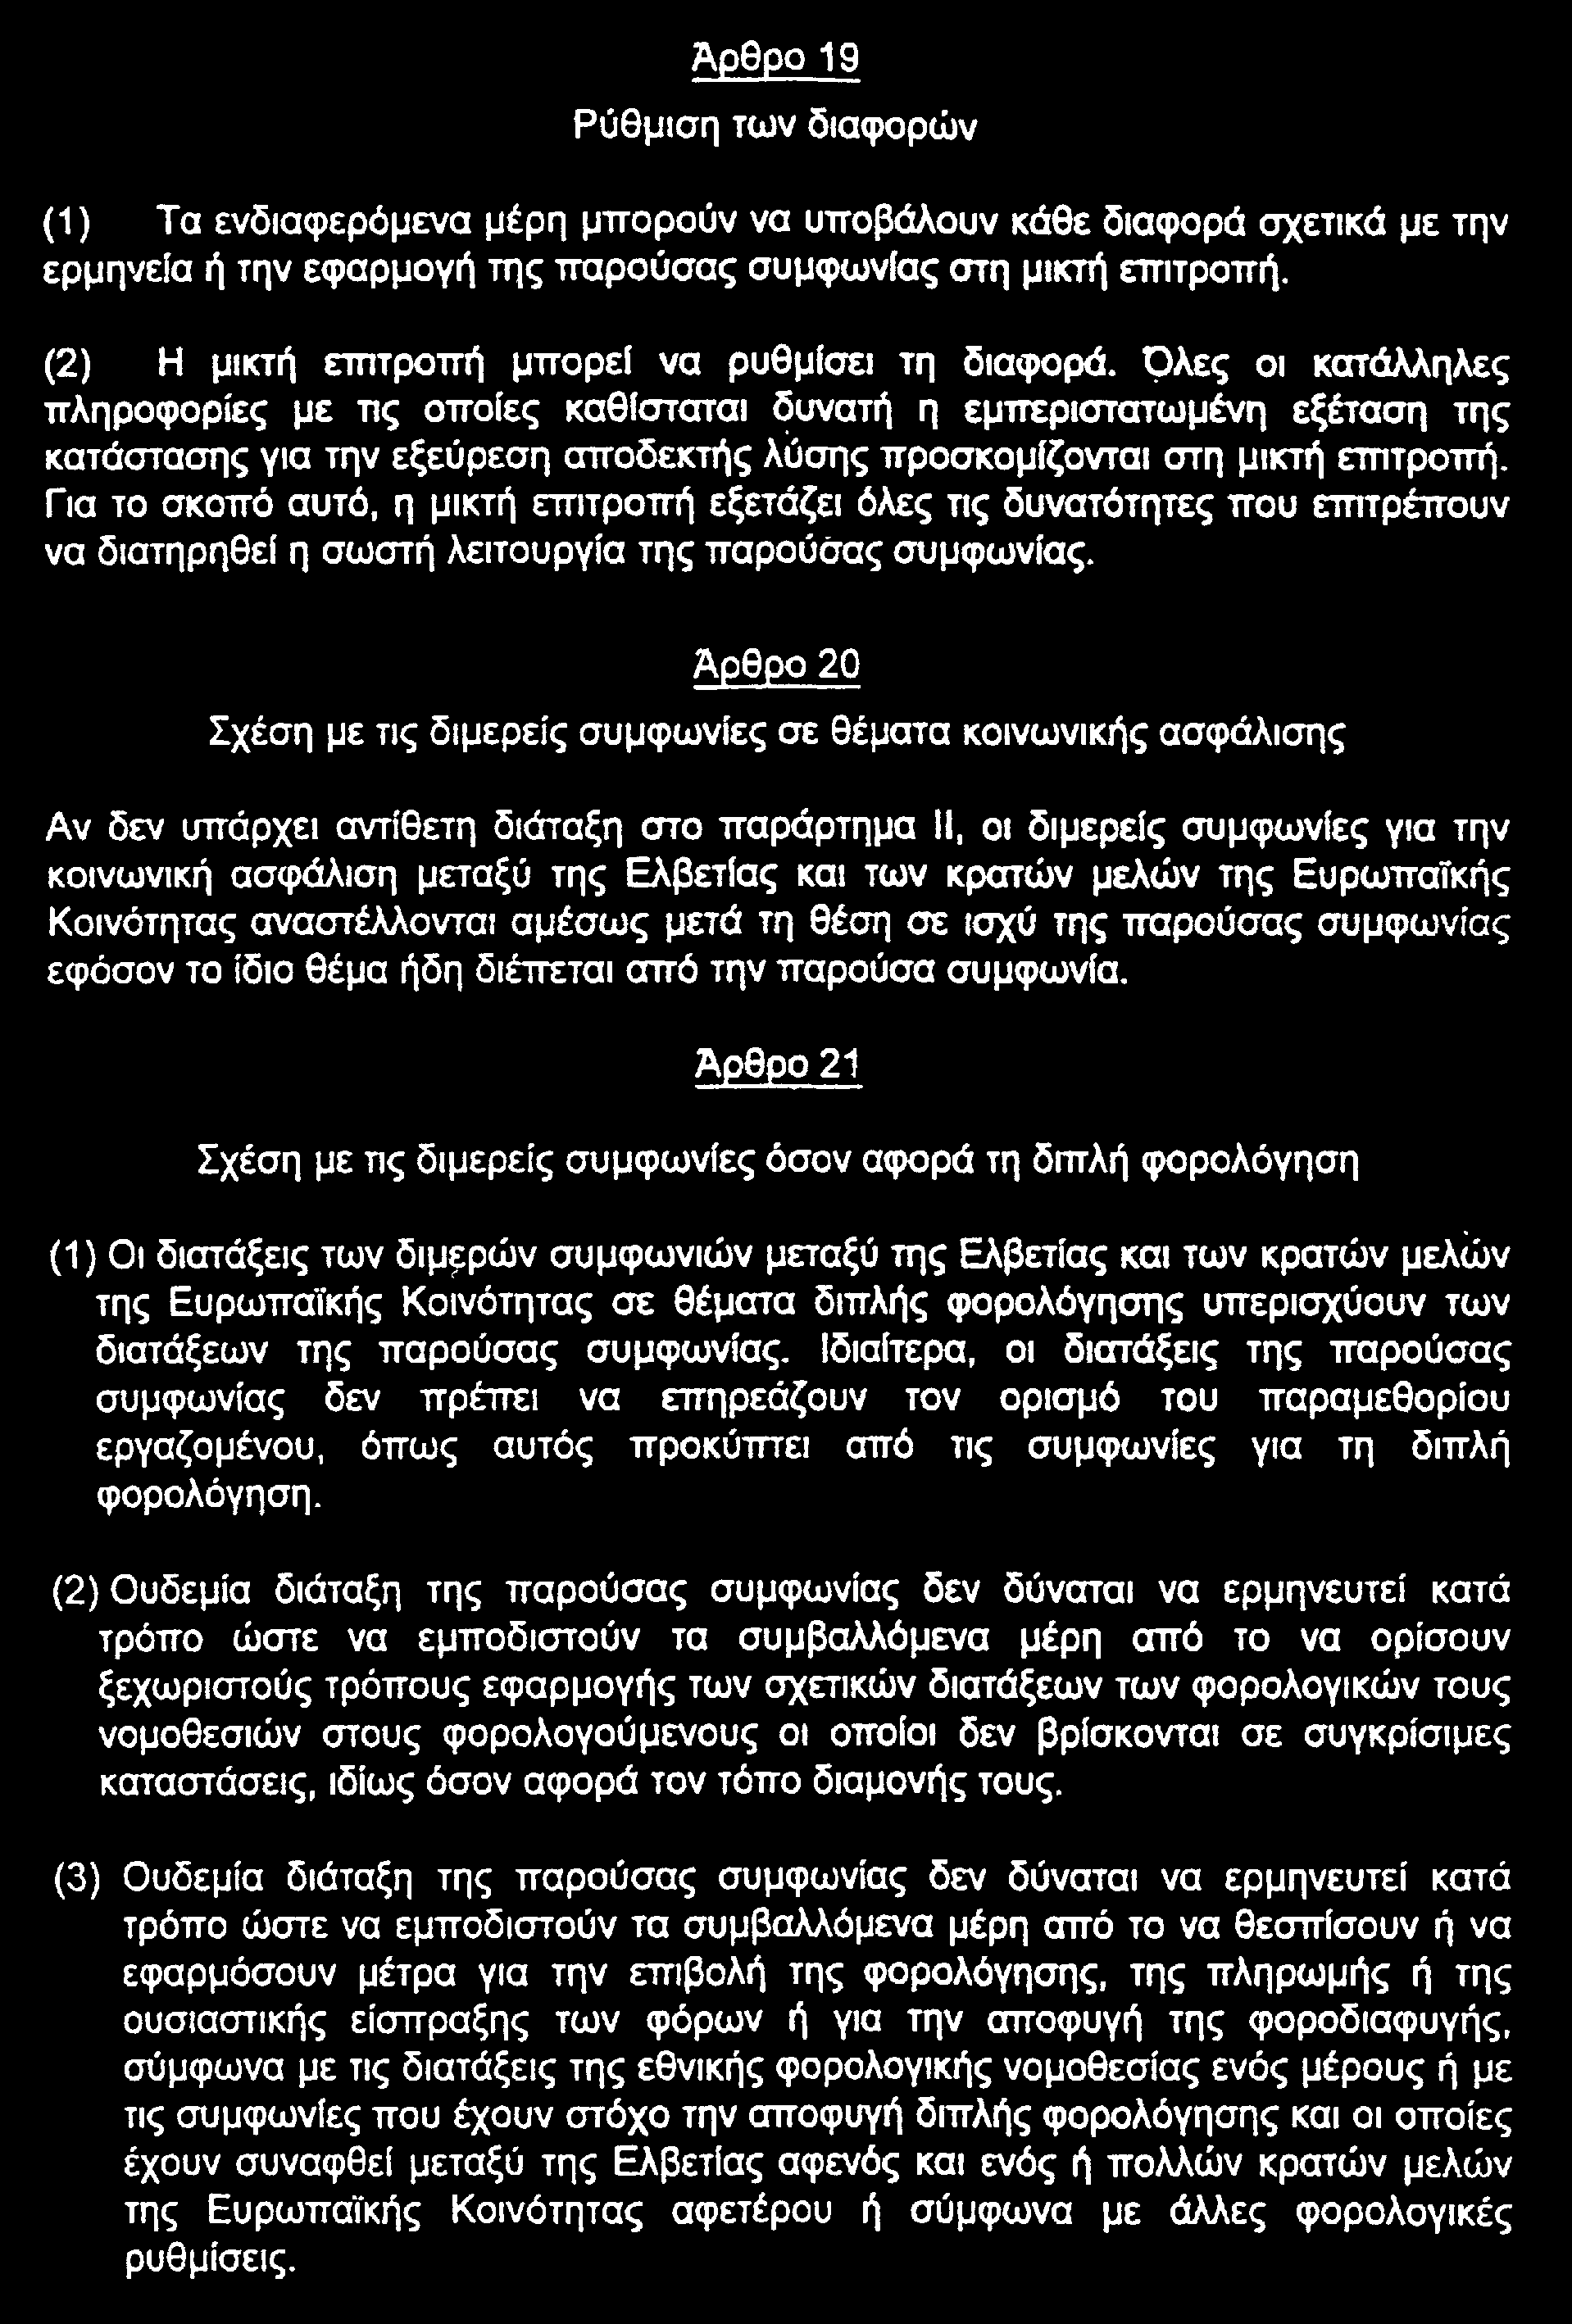 Άρθρο 19
Ρύθμιση των διαφορών
(1) Τα ενδιαφερόμενα μέρη μπορούν να υποβάλουν κάθε διαφορά σχετικά με την
ερμηνεία ή την εφαρμογή της παρούσας συμφωνίας στη μικτή επιτροπή.
(2) Η μικτή επιτροπή μπορεί να ρυθμίσει τη διαφορά. Όλες οι κατάλληλες
πληροφορίες με τις οποίες καθίσταται δυνατή η εμπεριστατωμένη εξέταση της
κατάστασης για την εξεύρεση αποδεκτής λύσης προσκομίζονται στη μικτή επιτροπή.
Για το σκοπό αυτό, η μικτή επιτροπή εξετάζει όλες τις δυνατότητες που επιτρέπουν
να διατηρηθεί η σωστή λειτουργία της παρούσας συμφωνίας.
Άρθρο 20
Σχέση με τις διμερείς συμφωνίες σε θέματα κοινωνικής ασφάλισης
Αν δεν υπάρχει αντίθετη διάταξη στο παράρτημα ΙΙ, οι διμερείς συμφωνίες για την
κοινωνική ασφάλιση μεταξύ της Ελβετίας και των κρατών μελών της Ευρωπαϊκής
Κοινότητας αναστέλλονται αμέσως μετά τη θέση σε ισχύ της παρούσας συμφωνίας
εφόσον το ίδιο θέμα ήδη διέπεται από την παρούσα συμφωνία.
Άρθρο 21
Σχέση με τις διμερείς συμφωνίες όσον αφορά τη διπλή φορολόγηση
(1) Οι διατάξεις των διμερών συμφωνιών μεταξύ της Ελβετίας και των κρατών μελών
της Ευρωπαϊκής Κοινότητας σε θέματα διπλής φορολόγησης υπερισχύουν των
διατάξεων της παρούσας συμφωνίας. Ιδιαίτερα, οι διατάξεις της παρούσας
συμφωνίας δεν πρέπει να επηρεάζουν τον ορισμό του παραμεθορίου
εργαζομένου, όπως αυτός προκύπτει από τις συμφωνίες για τη διπλή
φορολόγηση.
(2) Ουδεμία διάταξη της παρούσας συμφωνίας δεν δύναται να ερμηνευτεί κατά
τρόπο ώστε να εμποδιστούν τα συμβαλλόμενα μέρη από το να ορίσουν
ξεχωριστούς τρόπους εφαρμογής των σχετικών διατάξεων των φορολογικών τους
νομοθεσιών στους φορολογούμενους οι οποίοι δεν βρίσκονται σε συγκρίσιμες
καταστάσεις, ιδίως όσον αφορά τον τόπο διαμονής τους.
(3) Ουδεμία διάταξη της παρούσας συμφωνίας δεν δύναται να ερμηνευτεί κατά
τρόπο ώστε να εμποδιστούν τα συμβαλλόμενα μέρη από το να θεσπίσουν ή να
εφαρμόσουν μέτρα για την επιβολή της φορολόγησης, της πληρωμής ή της
ουσιαστικής είσπραξης των φόρων ή για την αποφυγή της φοροδιαφυγής,
σύμφωνα με τις διατάξεις της εθνικής φορολογικής νομοθεσίας ενός μέρους ή με
τις συμφωνίες που έχουν στόχο την αποφυγή διπλής φορολόγησης και οι οποίες
έχουν συναφθεί μεταξύ της Ελβετίας αφενός και ενός ή πολλών κρατών μελών
της Ευρωπαϊκής Κοινότητας αφετέρου ή σύμφωνα με άλλες φορολογικές
ρυθμίσεις.